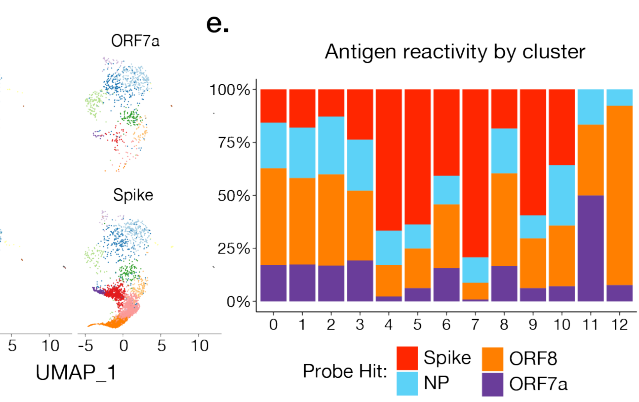 e.
ORF7a
Antigen reactivity by cluster
100%
75%
50%
25%
0%
Spike
0 1 2 3 4 5 6 7 8 9 10 11 12
5 10 -5 0 5 10
UMAP_1
Probe Hit: Spike ORF8
NP ORF7a